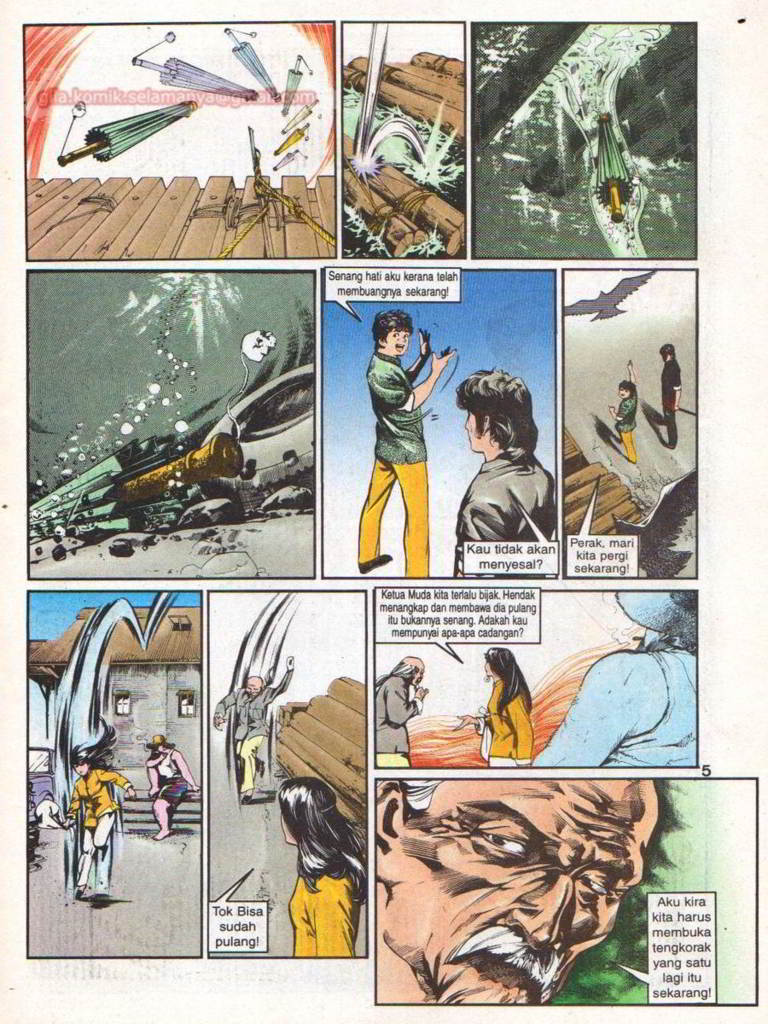 gila.komik.selamanya@gmail.com
Senang hati aku kerana telah
membuangnya sekarang!
Kau tidak akan
menyesal?
Perak, mari
kita pergi
sekarang!
Tok Bisa
sudah
pulang!
Ketua Muda kita terlalu bijak. Hendak
menangkap dan membawa dia pulang
itu bukannya senang. Adakah kau
mempunyai apa-apa cadangan?
5
Aku kira
kita harus
membuka
tengkorak
yang satu
lagi itu
sekarang!